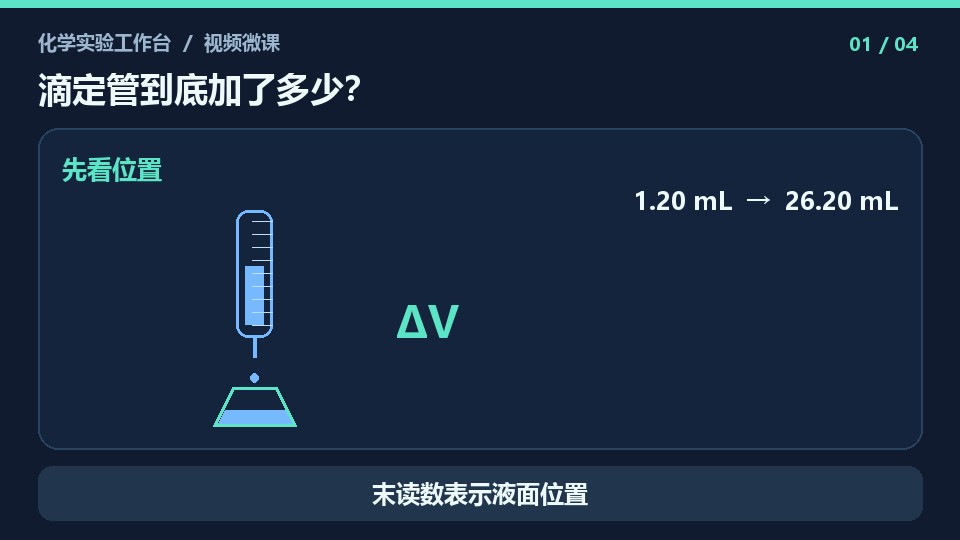 化学实验工作台 / 视频微课
01 / 04
滴定管到底加了多少?
先看位置
1.20 mL → 26.20 mL
ΔV
末读数表示液面位置